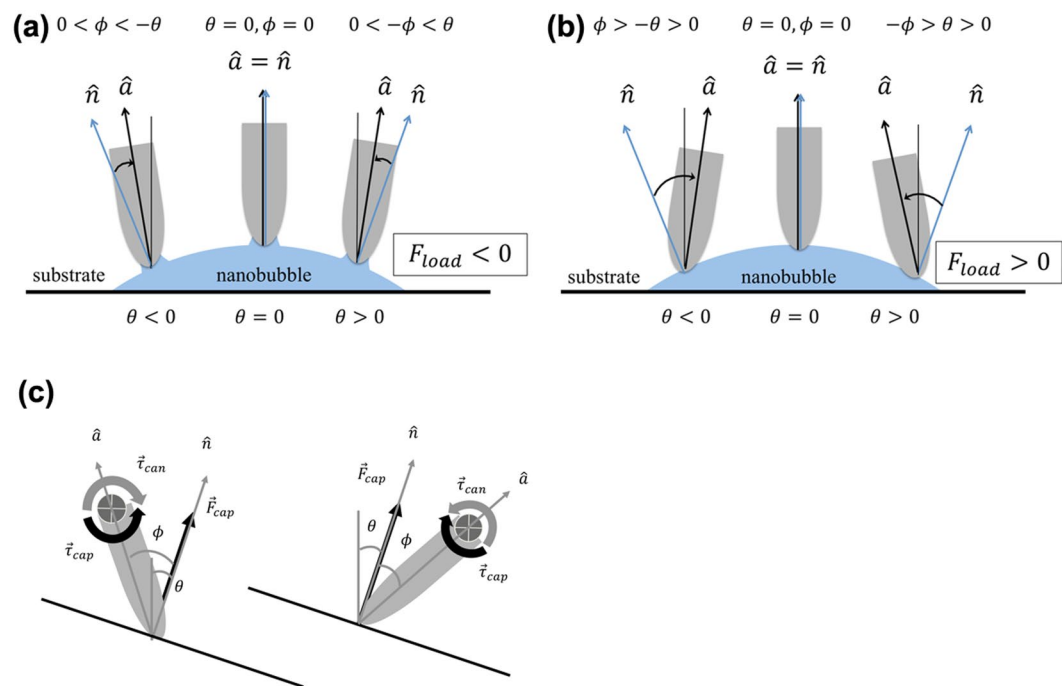 (a) 0 < ϕ < −θ θ = 0, ϕ = 0 0 < −ϕ < θ
â = n̂
n̂ â â n̂
F_load < 0
substrate nanobubble
θ < 0 θ = 0 θ > 0
(b) ϕ > −θ > 0 θ = 0, ϕ = 0 −ϕ > θ > 0
â = n̂
n̂ â â n̂
F_load > 0
substrate nanobubble
θ < 0 θ = 0 θ > 0
(c)
â n̂
τ⃗_can
F⃗_cap
ϕ
τ⃗_cap
θ
n̂
F⃗_cap τ⃗_can â
θ
ϕ
τ⃗_cap